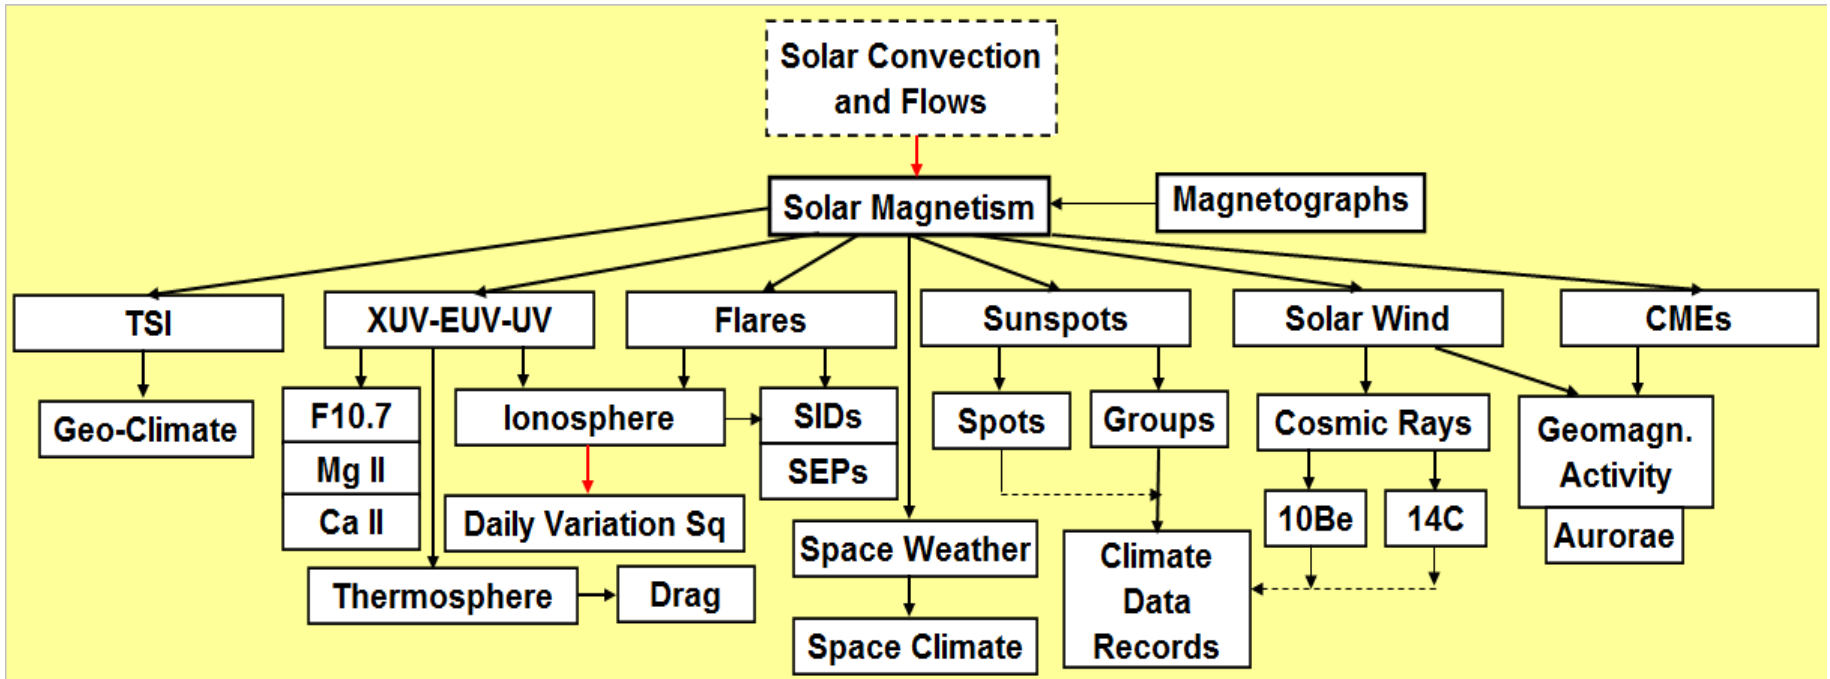 Solar Convection
and Flows
Solar Magnetism
Magnetographs
TSI
XUV-EUV-UV
Flares
Sunspots
Solar Wind
CMEs
Geo-Climate
F10.7
Mg II
Ca II
Ionosphere
SIDs
SEPs
Spots
Groups
Cosmic Rays
Geomagn.
Activity
Aurorae
Daily Variation Sq
10Be
14C
Space Weather
Climate
Data
Records
Thermosphere
Drag
Space Climate